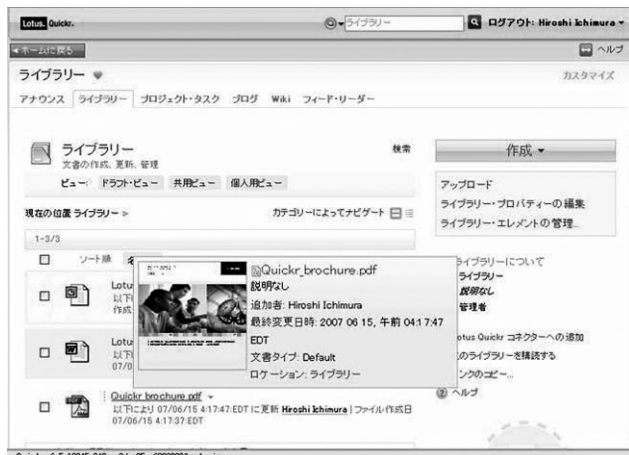 Lotus. Quickr.
ライブラリー
ログアウト: Hiroshi Ichimura
ホームに戻る
ヘルプ
ライブラリー
カスタマイズ
アナウンス ライブラリー プロジェクト・タスク ブログ Wiki フィード・リーダー
ライブラリー
文書の作成、更新、管理
検索
作成
ビュー: ドラフト・ビュー 共用ビュー 個人用ビュー
アップロード
ライブラリー・プロパティーの編集
ライブラリー・エレメントの管理...
現在の位置 ライブラリー
カテゴリーによってナビゲート
1-3/3
ソート順
Quickr_brochure.pdf
説明なし
追加者: Hiroshi Ichimura
最終変更日時: 2007 06 15, 午前 04:17:47
EDT
文書タイプ: Default
ロケーション: ライブラリー
イブラリーについて
ライブラリー
説明なし
管理者
Lotu
以下に
作成
Lotu
以下
07/0
otus Quickr コネクターへの追加
のライブラリーを購読する
ンクのコピー...
ヘルプ
Quickr brochure.pdf
以下により 07/06/15 4:17:47 EDT に更新 Hiroshi Ichimura | ファイル作成日
07/06/15 4:17:37 EDT